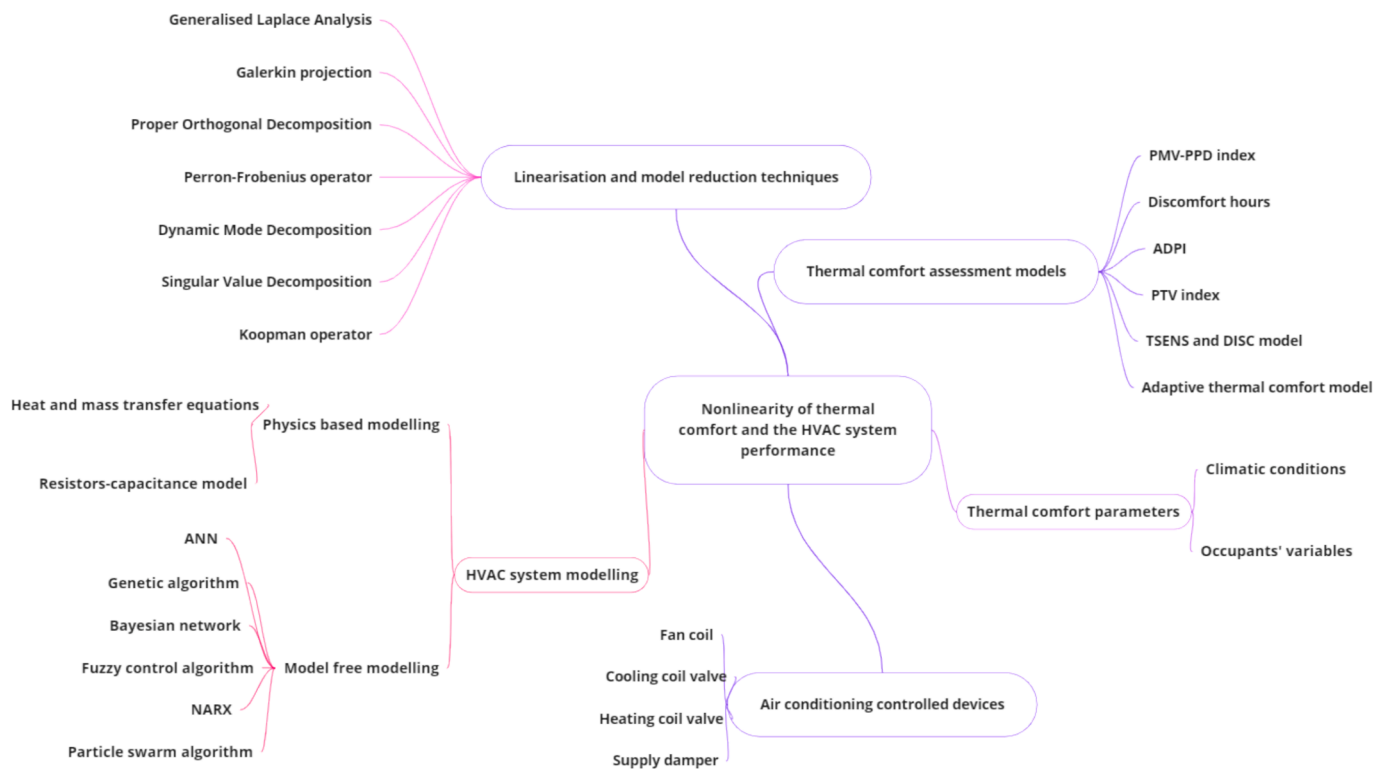 Generalised Laplace Analysis
Galerkin projection
Proper Orthogonal Decomposition
Perron-Frobenius operator
Dynamic Mode Decomposition
Singular Value Decomposition
Koopman operator
Linearisation and model reduction techniques
Thermal comfort assessment models
PMV-PPD index
Discomfort hours
ADPI
PTV index
TSENS and DISC model
Adaptive thermal comfort model
Nonlinearity of thermal
comfort and the HVAC system
performance
Thermal comfort parameters
Climatic conditions
Occupants' variables
Heat and mass transfer equations
Physics based modelling
Resistors-capacitance model
HVAC system modelling
ANN
Genetic algorithm
Bayesian network
Fuzzy control algorithm
Model free modelling
NARX
Particle swarm algorithm
Fan coil
Cooling coil valve
Heating coil valve
Supply damper
Air conditioning controlled devices